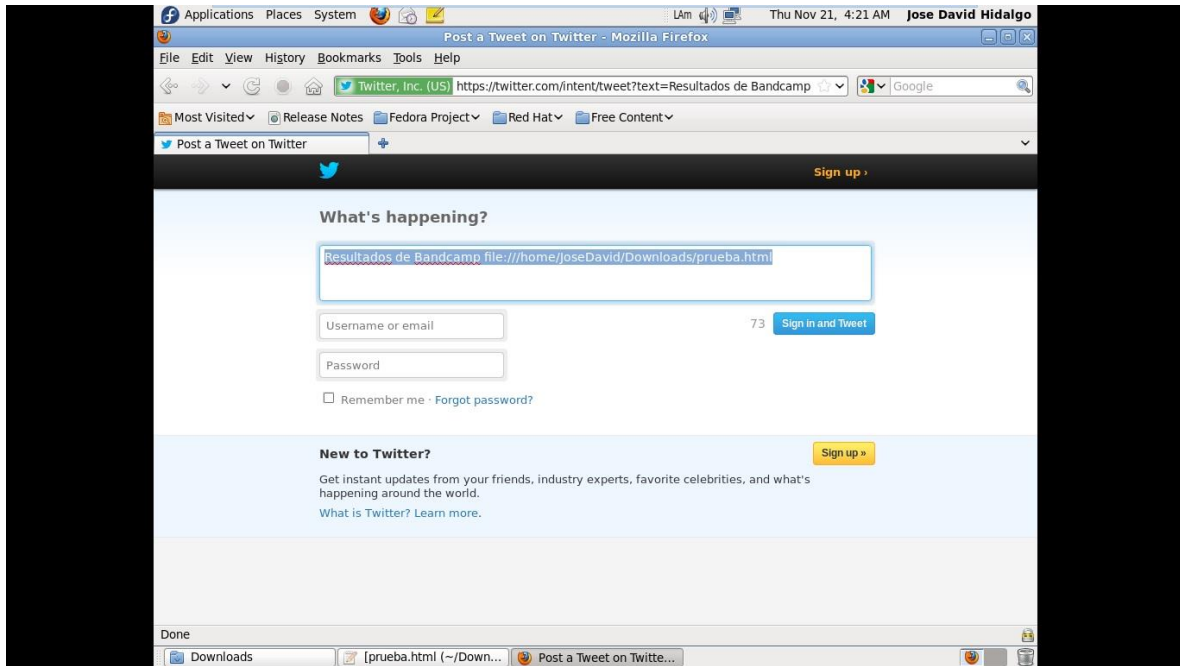 Applications Places System LAm Thu Nov 21, 4:21 AM Jose David Hidalgo
Post a Tweet on Twitter - Mozilla Firefox
File Edit View History Bookmarks Tools Help
Twitter, Inc. (US) https://twitter.com/intent/tweet?text=Resultados de Bandcamp Google
Most Visited Release Notes Fedora Project Red Hat Free Content
Post a Tweet on Twitter
Sign up ›
What's happening?
Resultados de Bandcamp file:///home/JoseDavid/Downloads/prueba.html
Username or email 73 Sign in and Tweet
Password
Remember me · Forgot password?
New to Twitter? Sign up »
Get instant updates from your friends, industry experts, favorite celebrities, and what's
happening around the world.
What is Twitter? Learn more.
Done
Downloads [prueba.html (~/Down... Post a Tweet on Twitte...